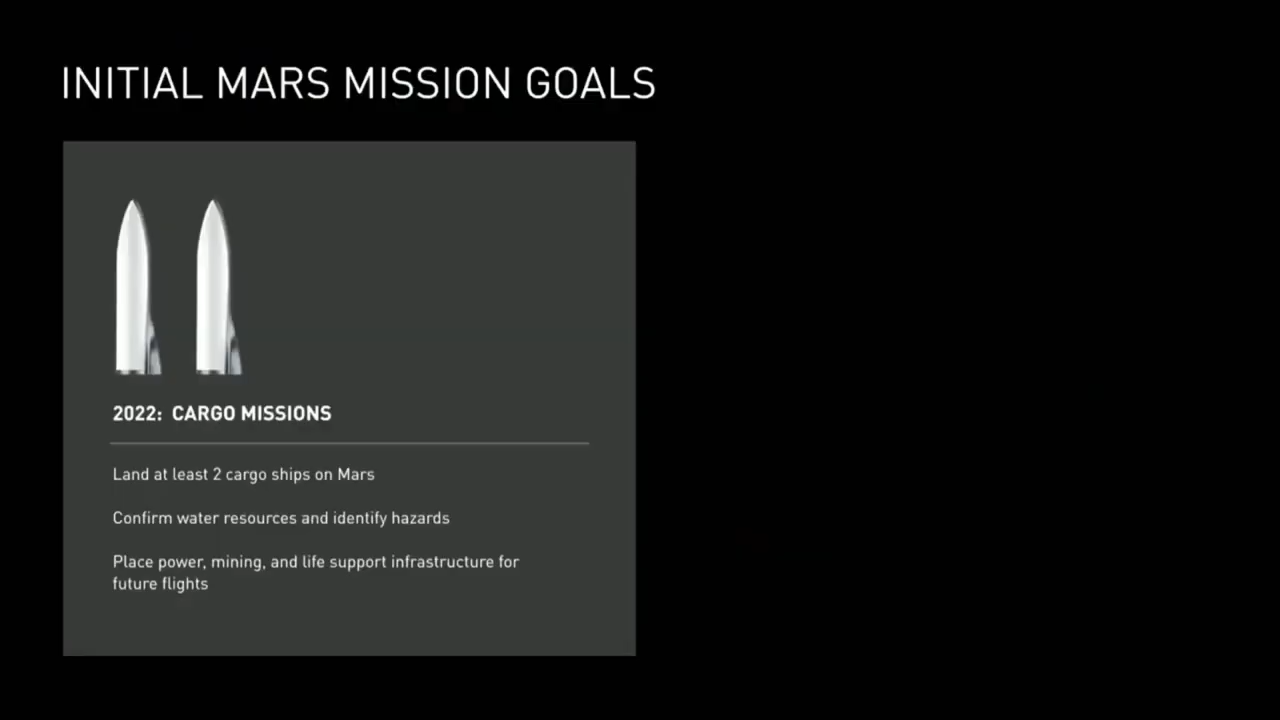 INITIAL MARS MISSION GOALS
2022: CARGO MISSIONS
Land at least 2 cargo ships on Mars
Confirm water resources and identify hazards
Place power, mining, and life support infrastructure for
future flights